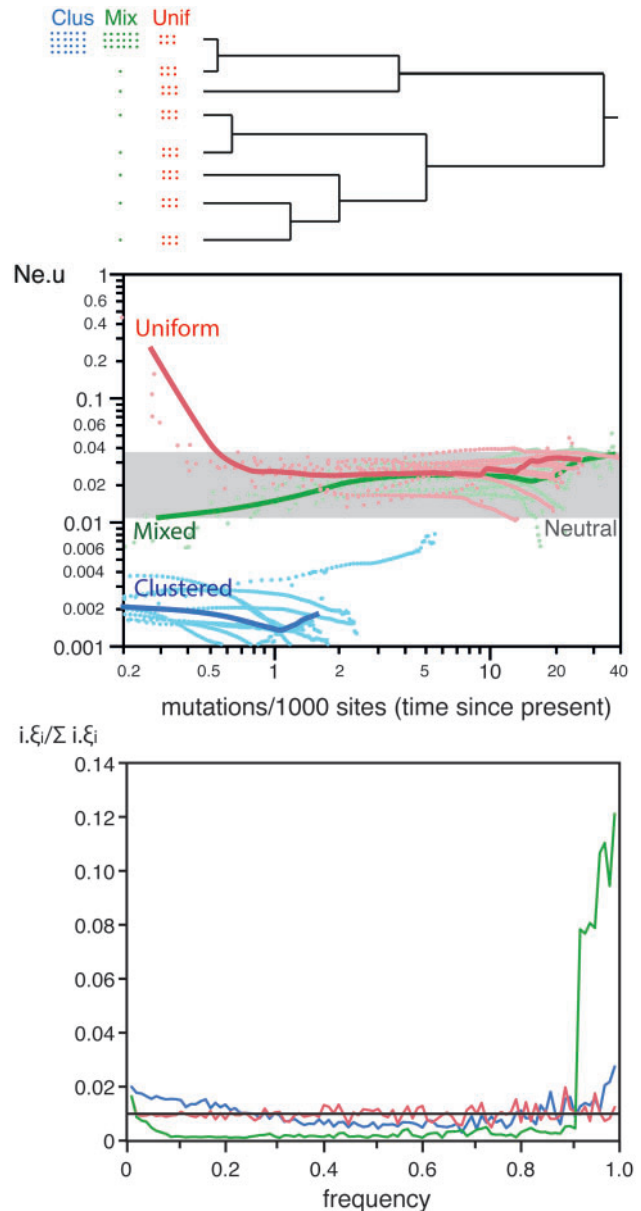 Clus Mix Unif
Ne.u
1
0.6
0.4
0.2
0.1
0.06
0.04
0.02
0.01
0.006
0.004
0.002
0.001
Uniform
Mixed
Neutral
Clustered
0.2 0.5 1 2 5 10 20 40
mutations/1000 sites (time since present)
i.ξᵢ/Σ i.ξᵢ
0.14
0.12
0.10
0.08
0.06
0.04
0.02
0
0 0.2 0.4 0.6 0.8 1.0
frequency